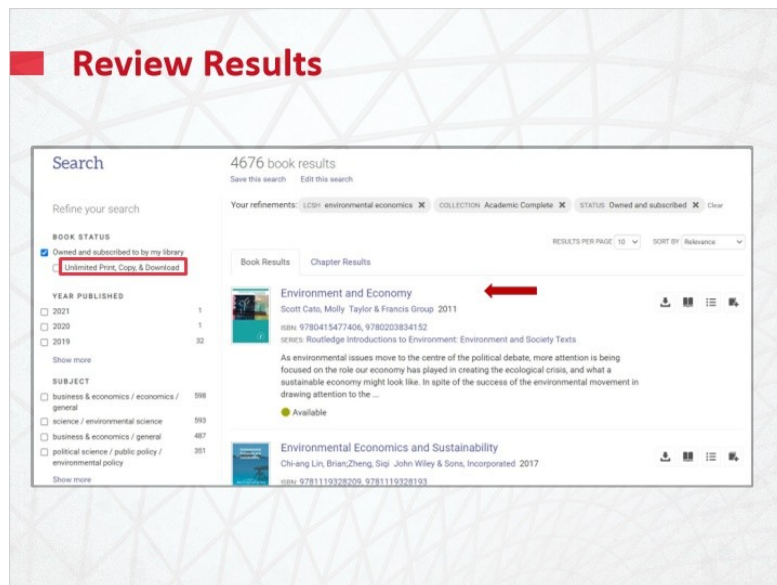 Review Results
Search
Refine your search
BOOK STATUS
Owned and subscribed to by my library
Unlimited Print, Copy, & Download
YEAR PUBLISHED
2021 1
2020 1
2019 32
Show more
SUBJECT
business & economics / economics / 598
general
science / environmental science 593
business & economics / general 487
political science / public policy / 351
environmental policy
Show more
4676 book results
Save this search Edit this search
Your refinements: LCSH environmental economics X COLLECTION Academic Complete X STATUS Owned and subscribed X Clear
RESULTS PER PAGE 10 SORT BY Relevance
Book Results Chapter Results
Environment and Economy
Scott Cato, Molly Taylor & Francis Group 2011
ISBN: 9780415477406, 9780203834152
SERIES: Routledge Introductions to Environment: Environment and Society Texts
As environmental issues move to the centre of the political debate, more attention is being
focused on the role our economy has played in creating the ecological crisis, and what a
sustainable economy might look like. In spite of the success of the environmental movement in
drawing attention to the ...
Available
Environmental Economics and Sustainability
Chi-ang Lin, Brian;Zheng, Siqi John Wiley & Sons, Incorporated 2017
ISBN: 9781119328209, 9781119328193